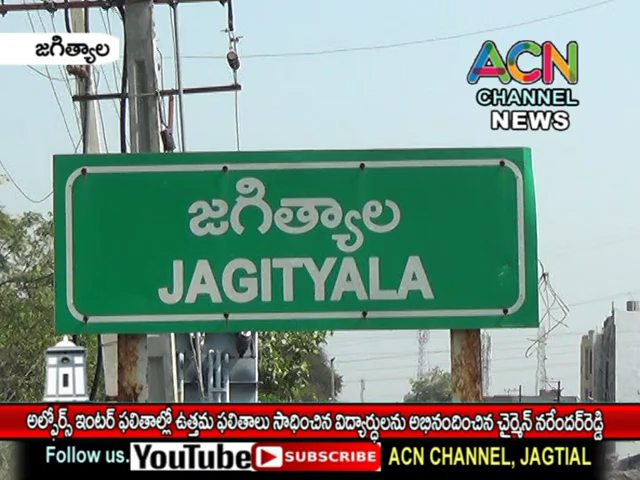 జగిత్యాల
ACN
CHANNEL
NEWS
జగిత్యాల
JAGITYALA
అల్ఫోర్స్ ఇంటర్ ఫలితాల్లో ఉత్తమ ఫలితాలు సాధించిన విద్యార్థులను అభినందించిన చైర్మెన్ నరేందర్‌రెడ్డి
Follow us. YouTube SUBSCRIBE ACN CHANNEL, JAGTIAL